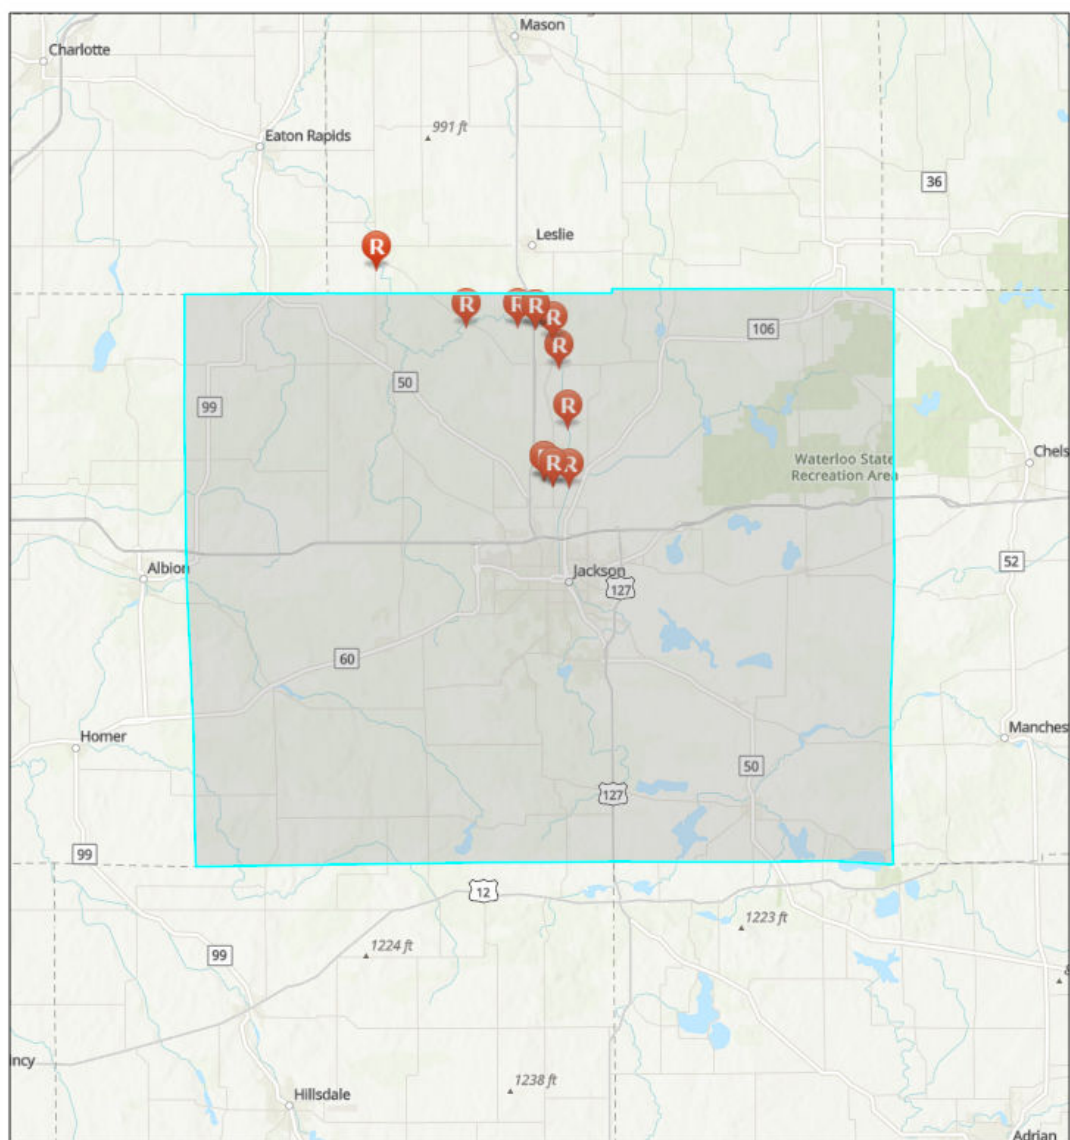 Mason
Charlotte
991 ft
Eaton Rapids
36
R
Leslie
R
R
R
R
106
R
50
99
R
Waterloo State
Recreation Area
Chels
R
R
52
Albion
Jackson
127
60
Homer
Manches
50
127
99
12
1223 ft
1224 ft
99
ncy
1238 ft
Hillsdale
Adrian